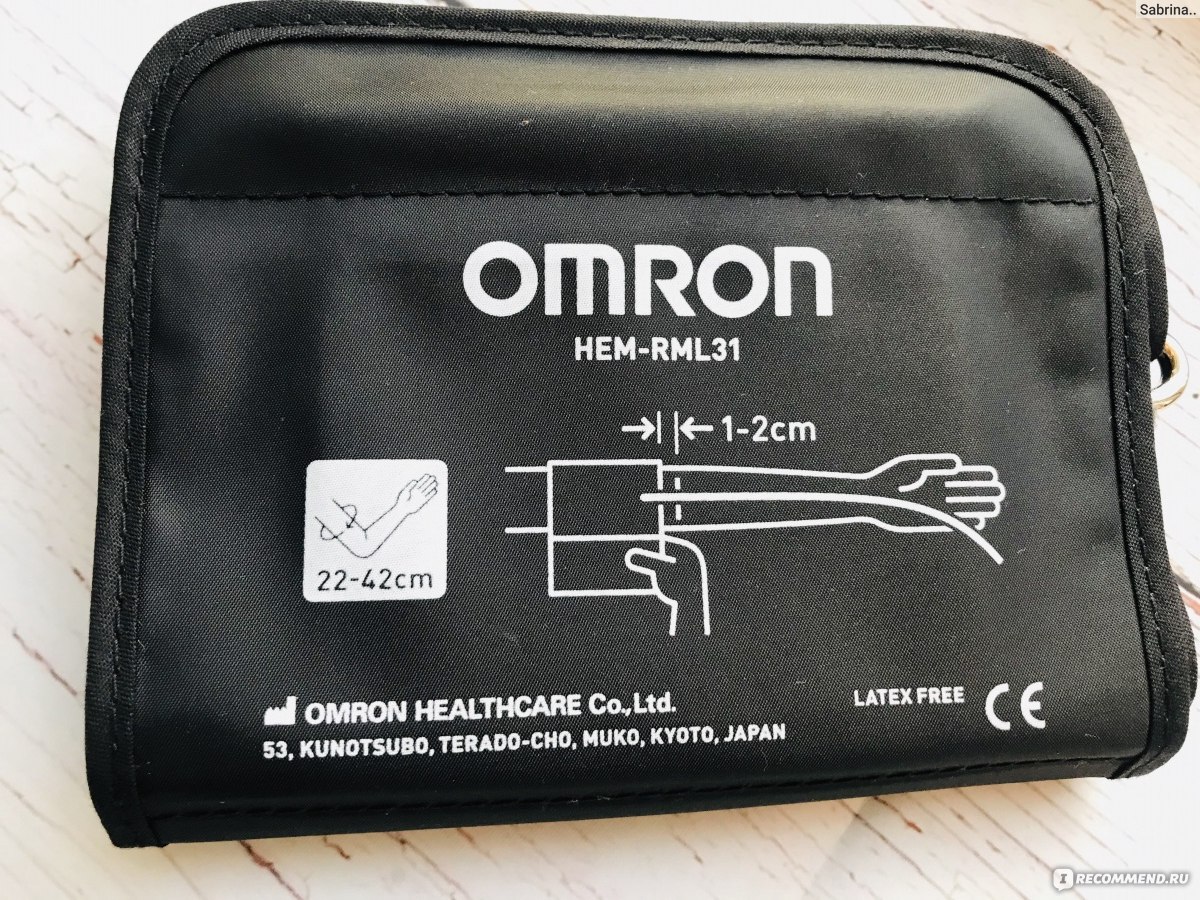 Sabrina..
OMRON
HEM-RML31
1-2cm
22-42cm
OMRON HEALTHCARE Co.,Ltd.
53, KUNOTSUBO, TERADO-CHO, MUKO, KYOTO, JAPAN
LATEX FREE CE
I RECOMMEND.RU